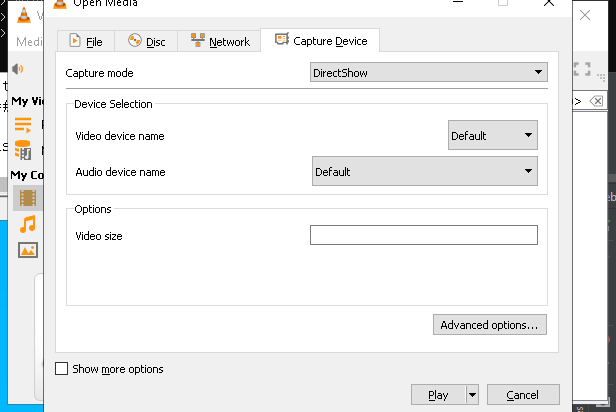 Open Media
V
Medi
File
Disc
Network
Capture Device
Capture mode
DirectShow
My Vi
Device Selection
Video device name
Default
Audio device name
Default
My Co
Options
Video size
Advanced options...
Show more options
Play
Cancel